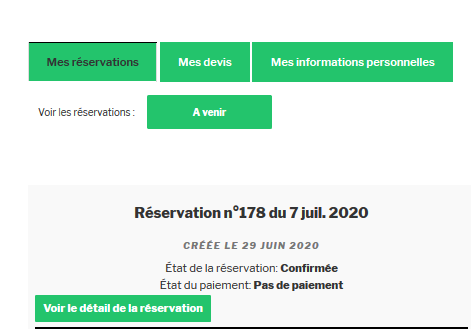 Mes réservations Mes devis Mes informations personnelles
Voir les réservations : A venir
Réservation n°178 du 7 juil. 2020
CRÉÉE LE 29 JUIN 2020
État de la réservation: Confirmée
État du paiement: Pas de paiement
Voir le détail de la réservation